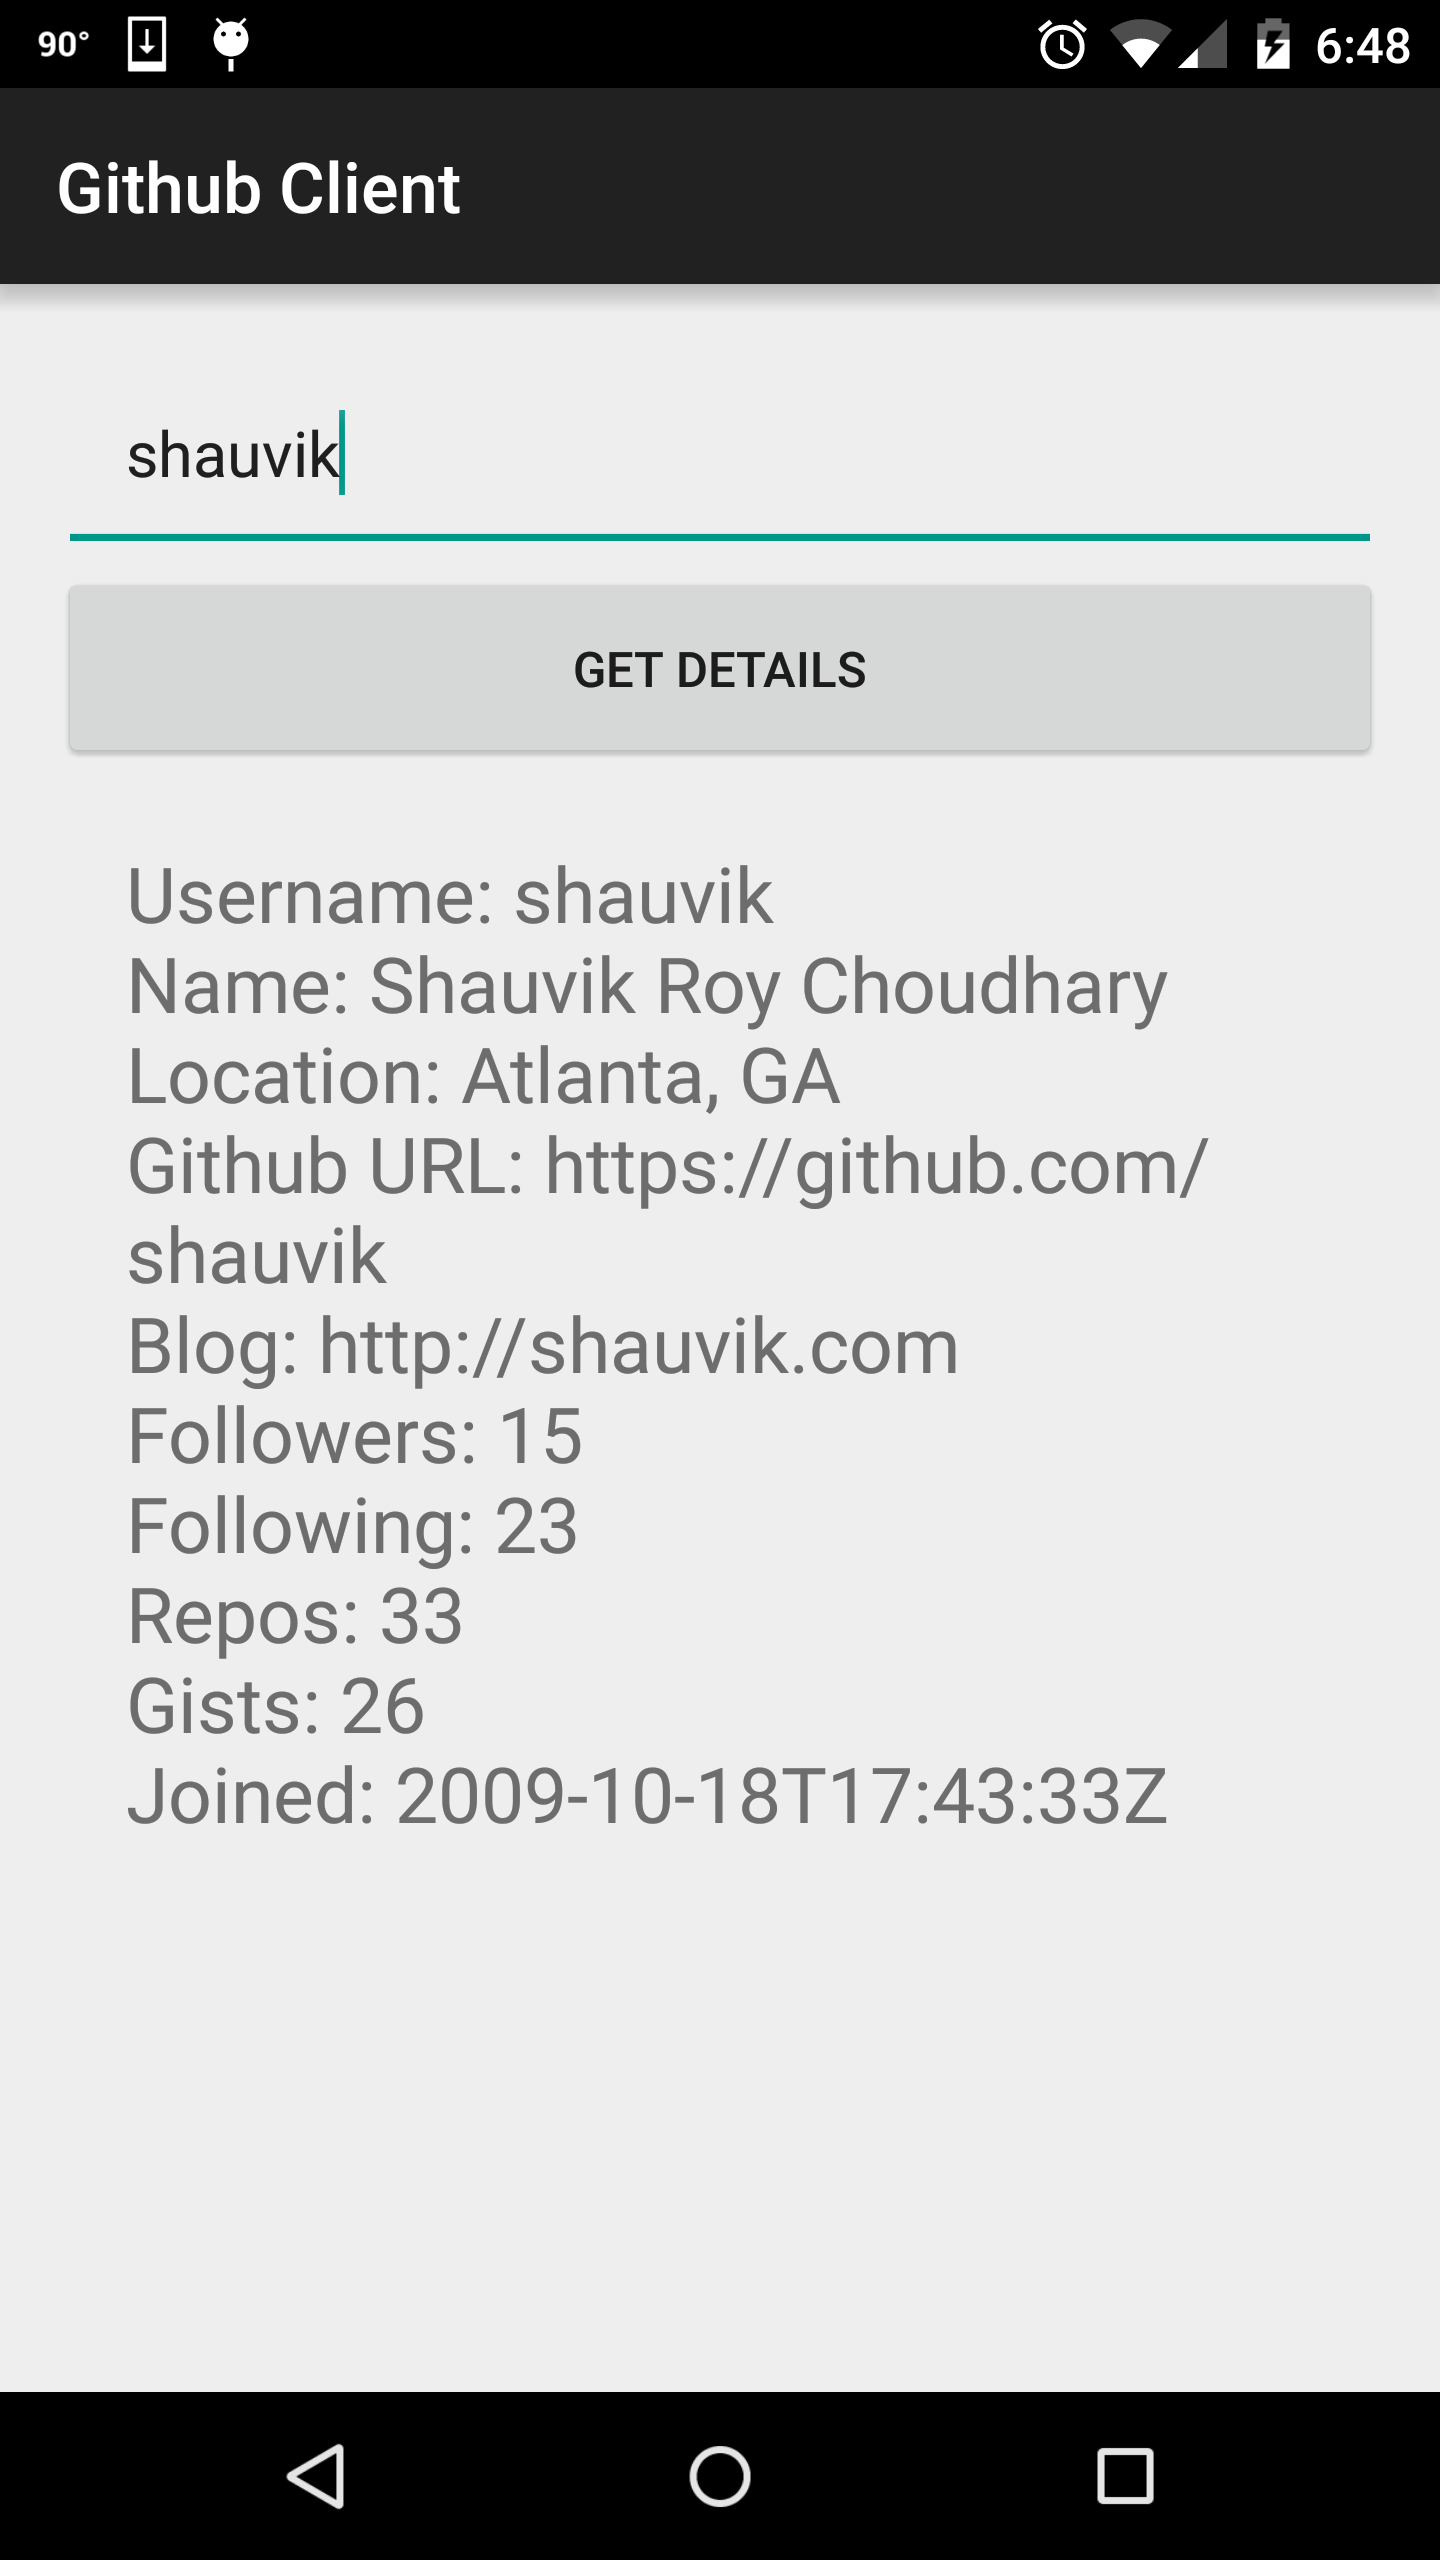 90°
6:48
Github Client
shauvik
GET DETAILS
Username: shauvik
Name: Shauvik Roy Choudhary
Location: Atlanta, GA
Github URL: https://github.com/
shauvik
Blog: http://shauvik.com
Followers: 15
Following: 23
Repos: 33
Gists: 26
Joined: 2009-10-18T17:43:33Z